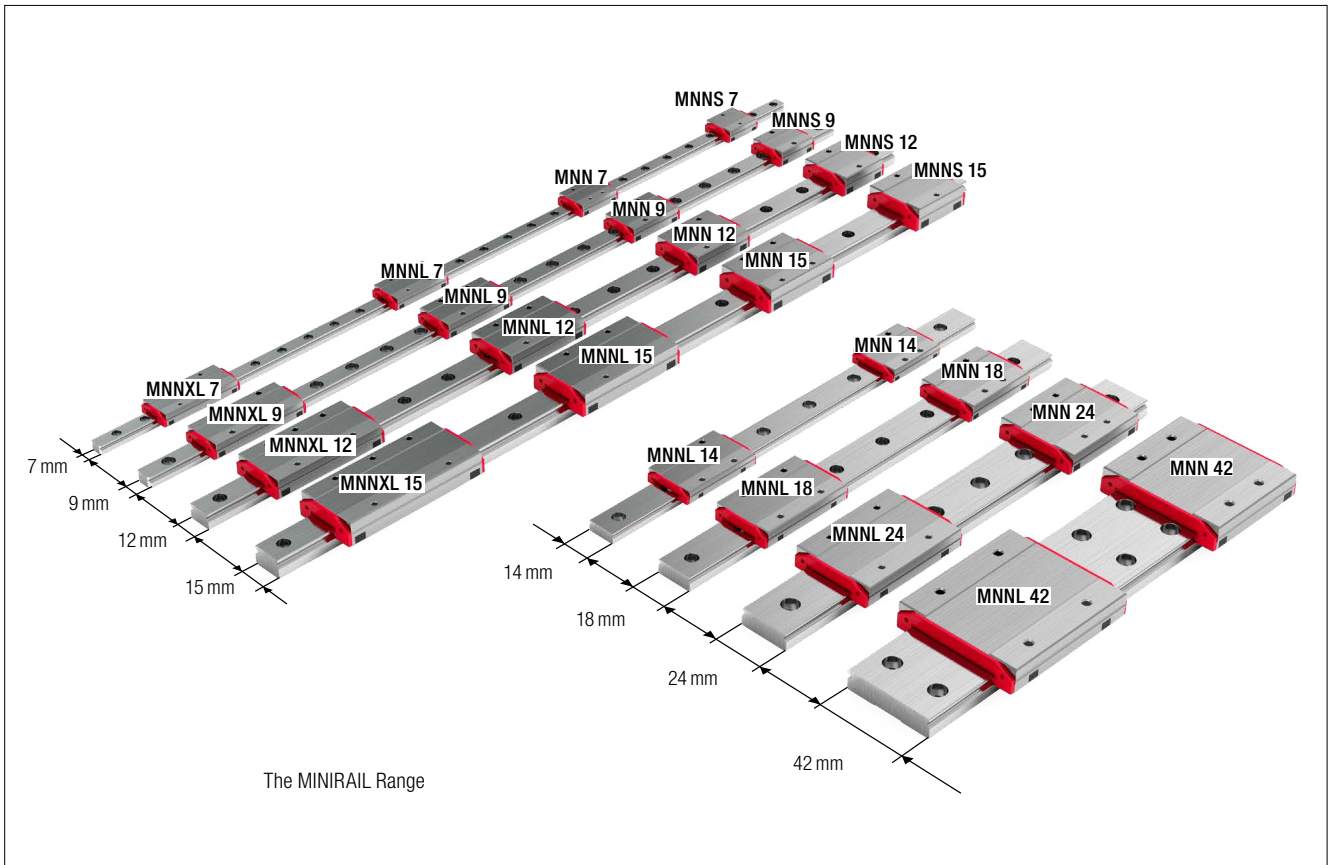 MNNS 7
MNNS 9
MNNS 12
MNNS 15
MNN 7
MNN 9
MNN 12
MNN 15
MNNL 7
MNNL 9
MNNL 12
MNNL 15
MNNXL 7
MNNXL 9
MNNXL 12
MNNXL 15
7 mm
9 mm
12 mm
15 mm
MNN 14
MNN 18
MNN 24
MNN 42
MNNL 14
MNNL 18
MNNL 24
MNNL 42
14 mm
18 mm
24 mm
42 mm
The MINIRAIL Range